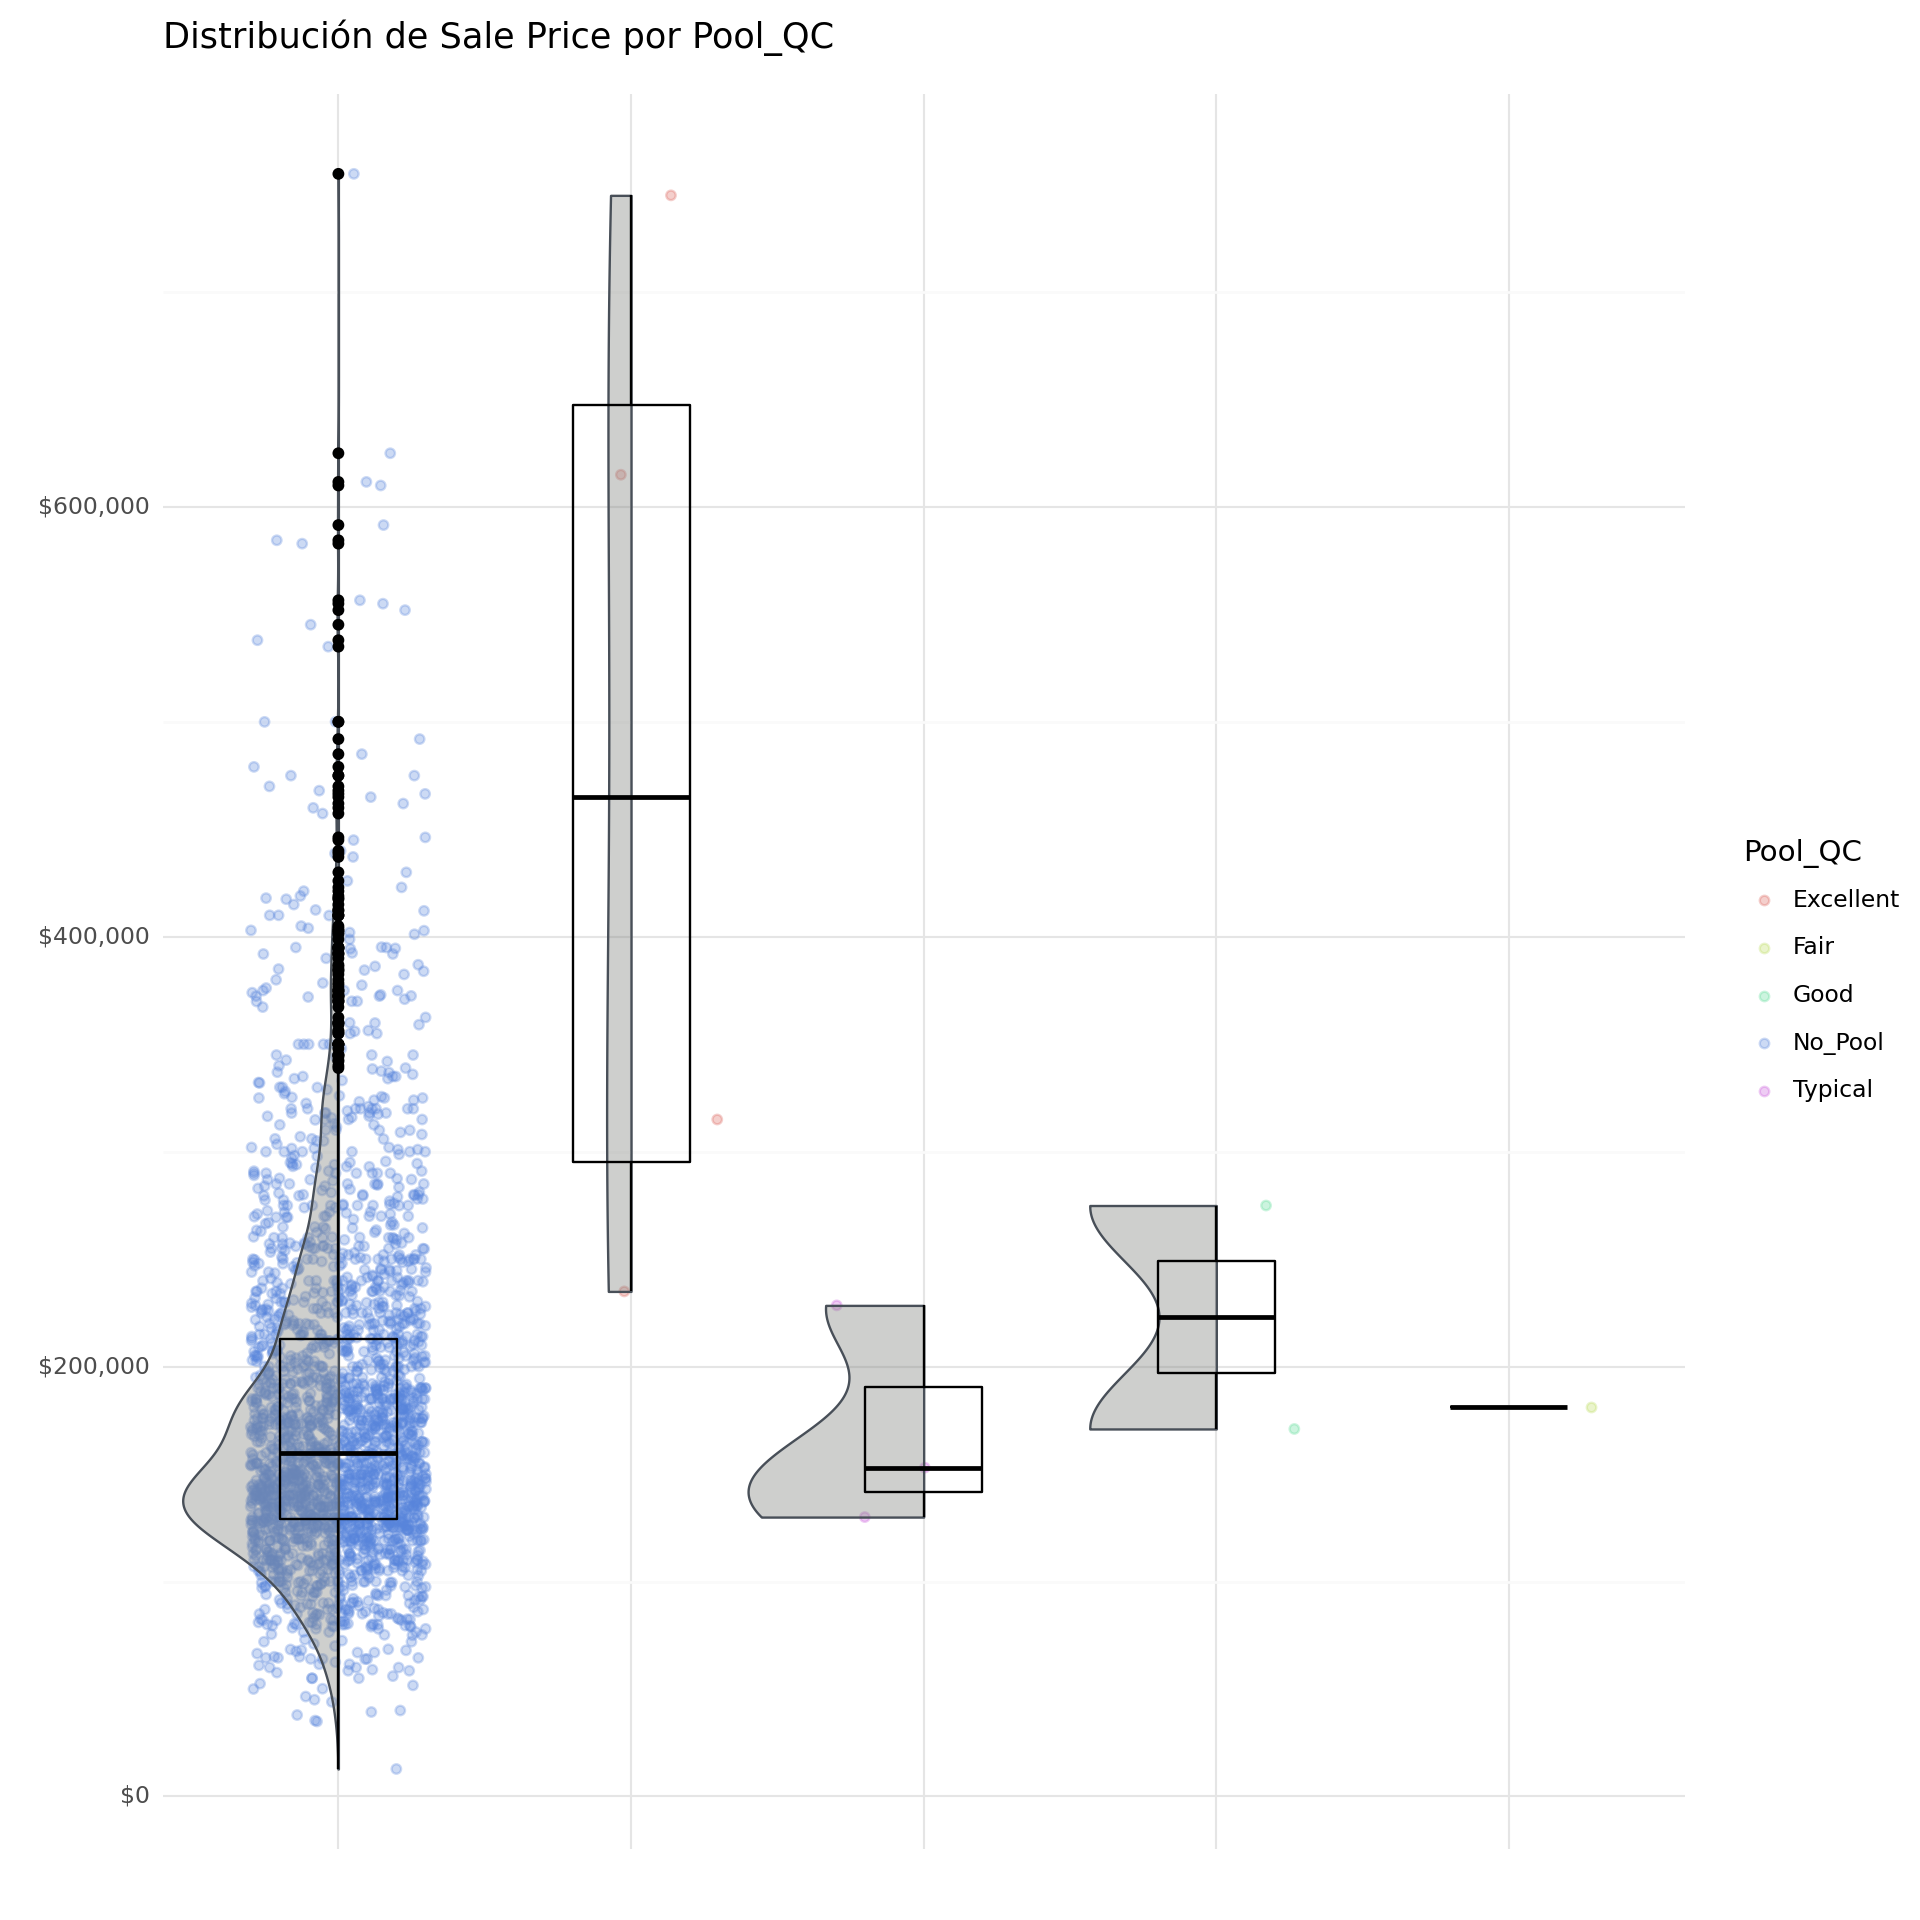 Distribución de Sale Price por Pool_QC
$600,000
$400,000
$200,000
$0
Pool_QC
Excellent
Fair
Good
No_Pool
Typical